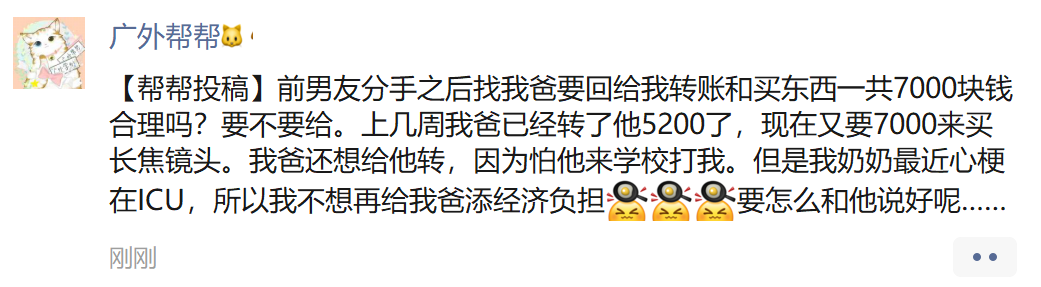 广外帮帮🐱
【帮帮投稿】前男友分手之后找我爸要回给我转账和买东西一共7000块钱
合理吗？要不要给。上几周我爸已经转了他5200了，现在又要7000来买
长焦镜头。我爸还想给他转，因为怕他来学校打我。但是我奶奶最近心梗
在ICU，所以我不想再给我爸添经济负担要怎么和他说好呢……
刚刚